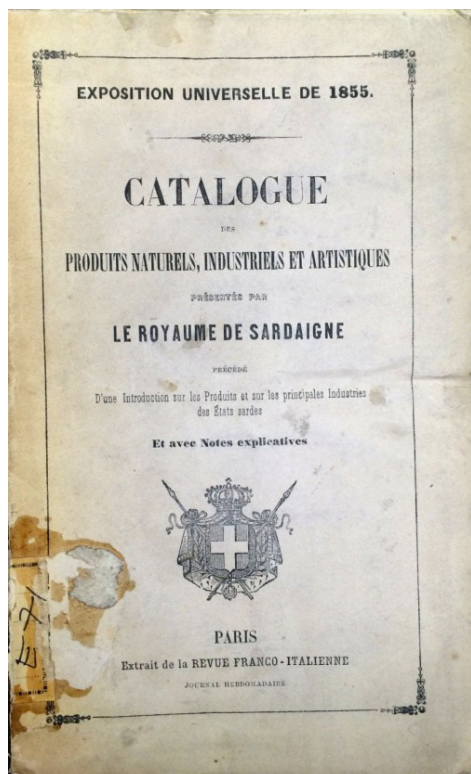 EXPOSITION UNIVERSELLE DE 1855.
CATALOGUE
DES
PRODUITS NATURELS, INDUSTRIELS ET ARTISTIQUES
PRÉSENTÉS PAR
LE ROYAUME DE SARDAIGNE
PRÉCÉDÉ
D'une Introduction sur les Produits et sur les principales Industries
des États sardes
Et avec Notes explicatives
PARIS
Extrait de la REVUE FRANCO-ITALIENNE
JOURNAL HEBDOMADAIRE